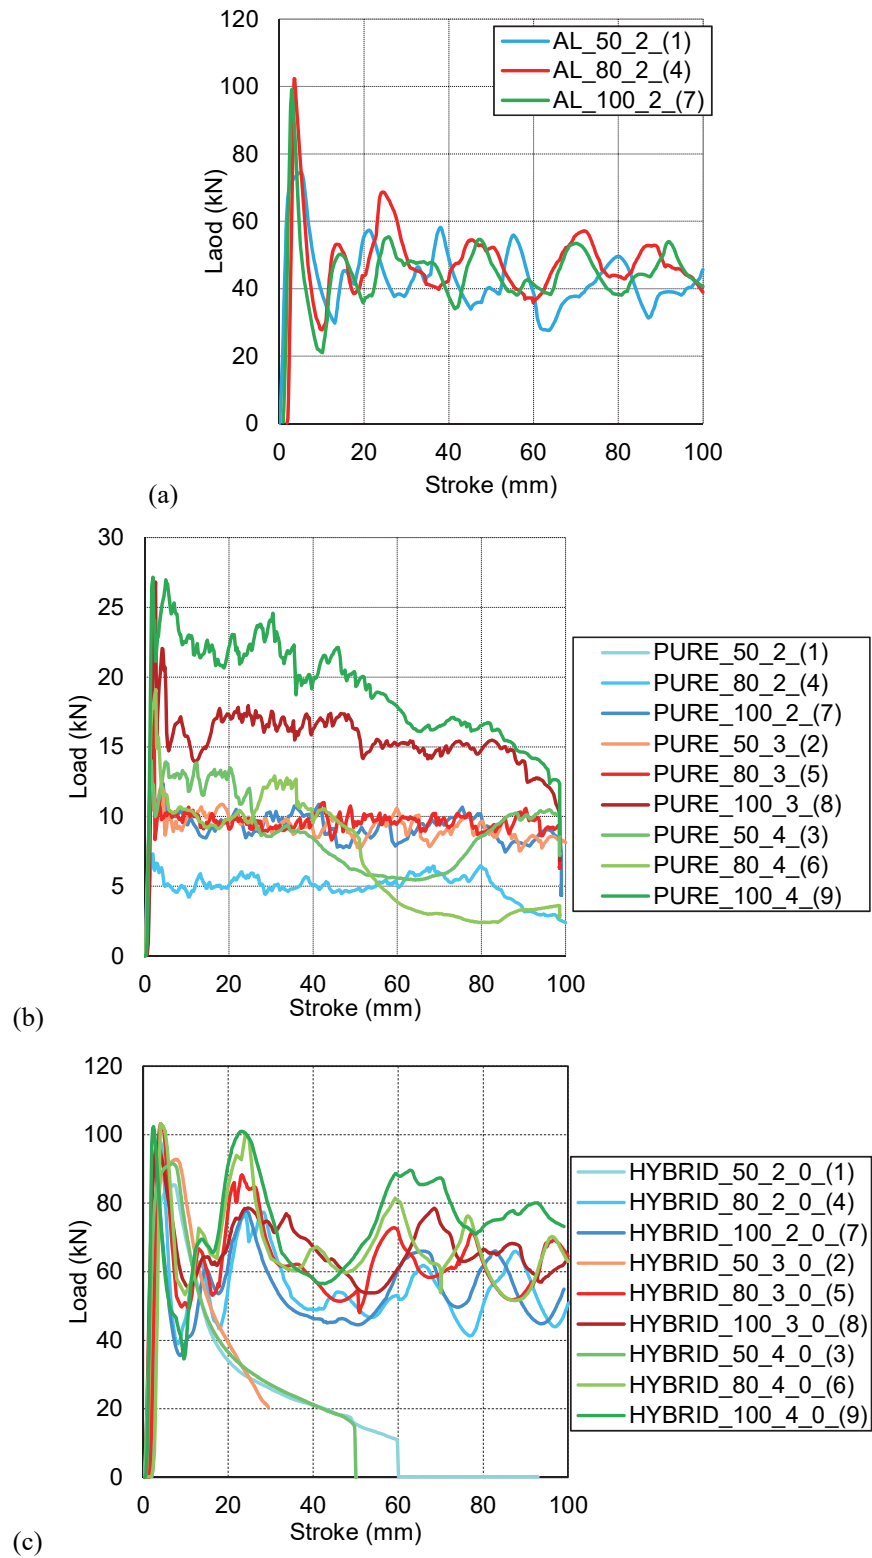 120
100
80
60
40
20
0
Laod (kN)
AL_50_2_(1)
AL_80_2_(4)
AL_100_2_(7)
0 20 40 60 80 100
Stroke (mm)
(a)
30
25
20
15
10
5
0
Load (kN)
PURE_50_2_(1)
PURE_80_2_(4)
PURE_100_2_(7)
PURE_50_3_(2)
PURE_80_3_(5)
PURE_100_3_(8)
PURE_50_4_(3)
PURE_80_4_(6)
PURE_100_4_(9)
0 20 40 60 80 100
Stroke (mm)
(b)
120
100
80
60
40
20
0
Load (kN)
HYBRID_50_2_0_(1)
HYBRID_80_2_0_(4)
HYBRID_100_2_0_(7)
HYBRID_50_3_0_(2)
HYBRID_80_3_0_(5)
HYBRID_100_3_0_(8)
HYBRID_50_4_0_(3)
HYBRID_80_4_0_(6)
HYBRID_100_4_0_(9)
0 20 40 60 80 100
Stroke (mm)
(c)